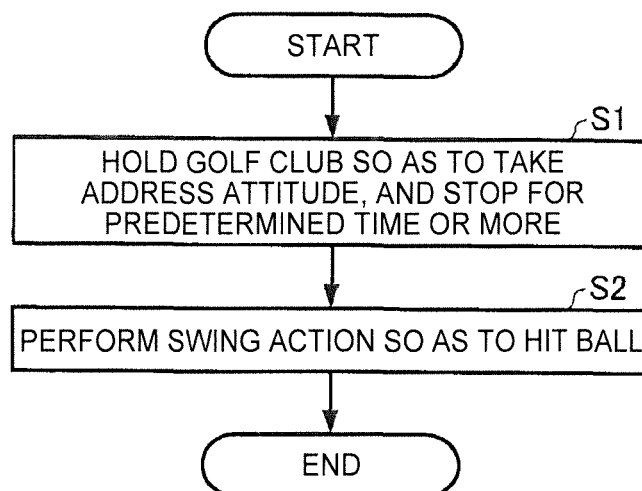 START
S1
HOLD GOLF CLUB SO AS TO TAKE
ADDRESS ATTITUDE, AND STOP FOR
PREDETERMINED TIME OR MORE
S2
PERFORM SWING ACTION SO AS TO HIT BALL
END